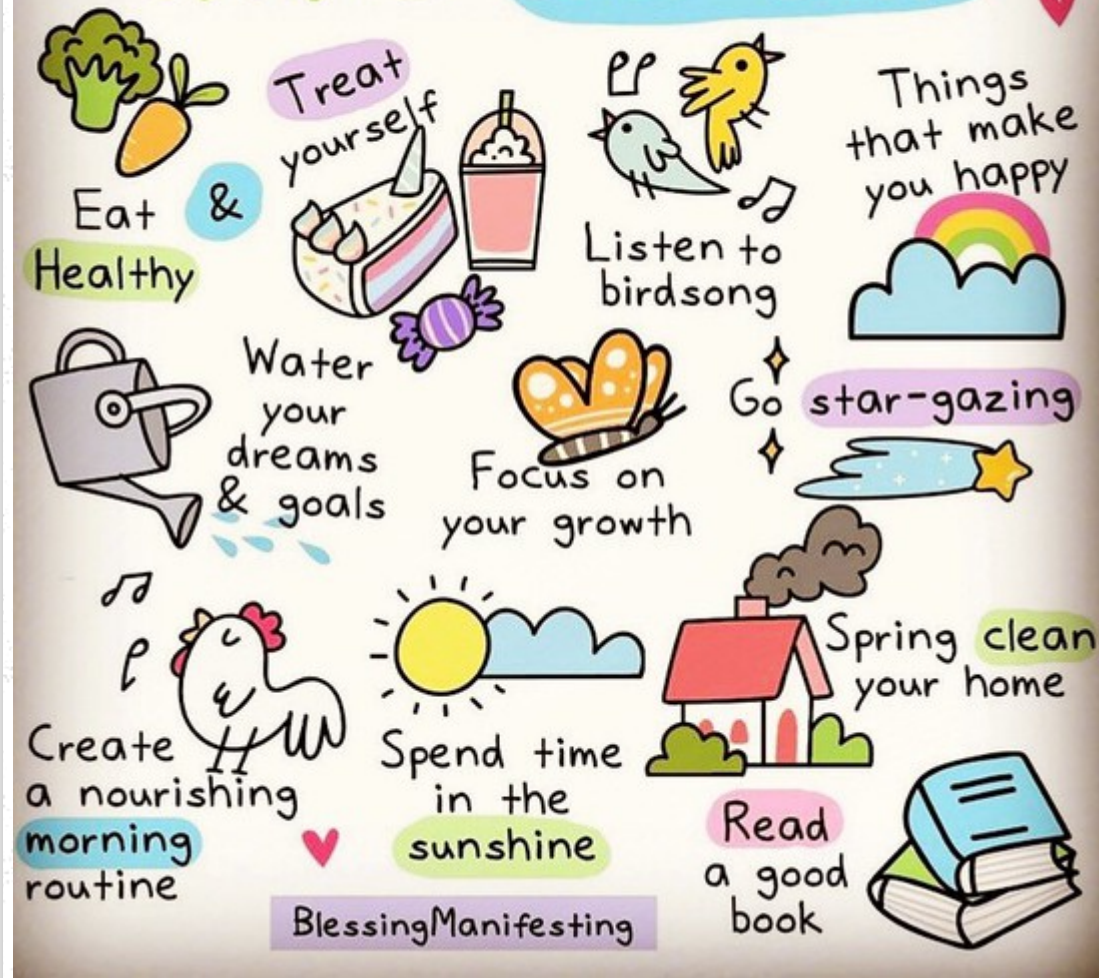 Eat &
Healthy
Treat
yourself
Listen to
birdsong
Things
that make
you happy
Water
your
dreams
& goals
Focus on
your growth
Go star-gazing
Create
a nourishing
morning
routine
Spend time
in the
sunshine
Spring clean
your home
Read
a good
book
BlessingManifesting